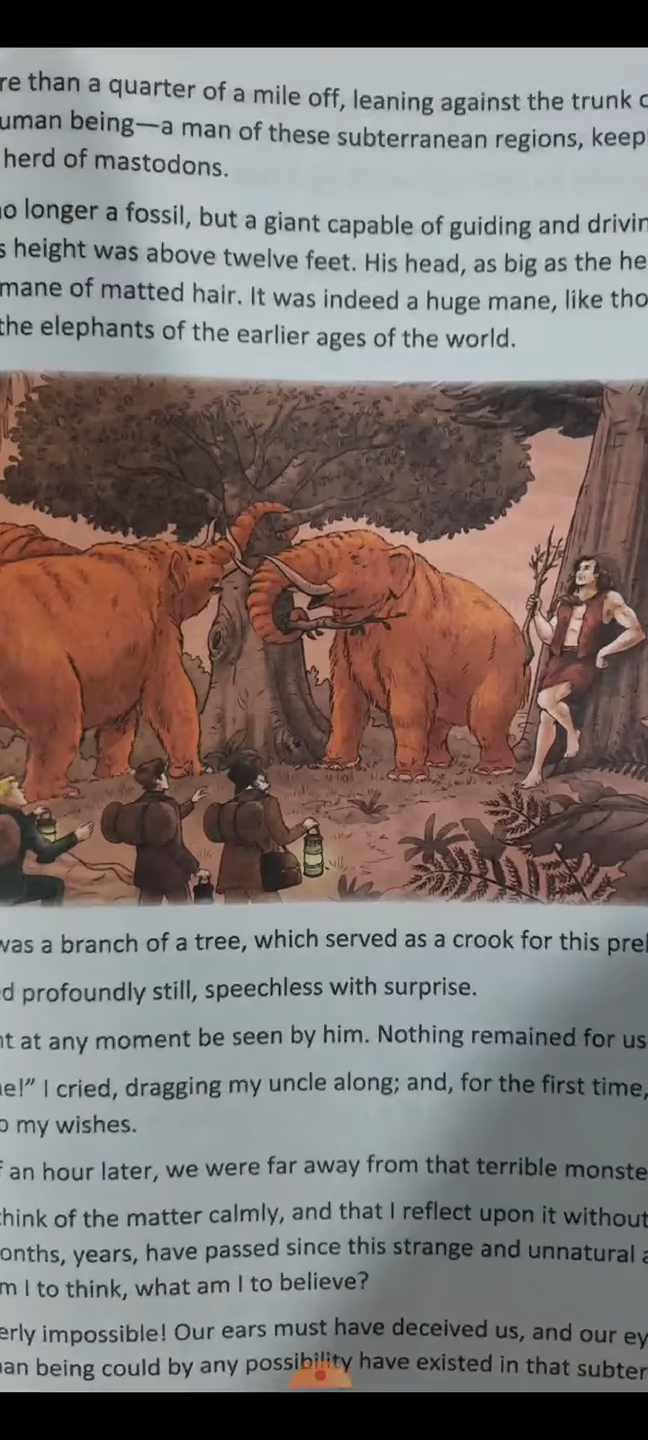 re than a quarter of a mile off, leaning against the trunk
uman being—a man of these subterranean regions, keep
herd of mastodons.
o longer a fossil, but a giant capable of guiding and drivin
s height was above twelve feet. His head, as big as the he
mane of matted hair. It was indeed a huge mane, like tho
the elephants of the earlier ages of the world.
was a branch of a tree, which served as a crook for this pre
d profoundly still, speechless with surprise.
t at any moment be seen by him. Nothing remained for us
e!” I cried, dragging my uncle along; and, for the first time,
o my wishes.
an hour later, we were far away from that terrible monste
hink of the matter calmly, and that I reflect upon it without
onths, years, have passed since this strange and unnatural a
m I to think, what am I to believe?
erly impossible! Our ears must have deceived us, and our ey
an being could by any possibility have existed in that subter